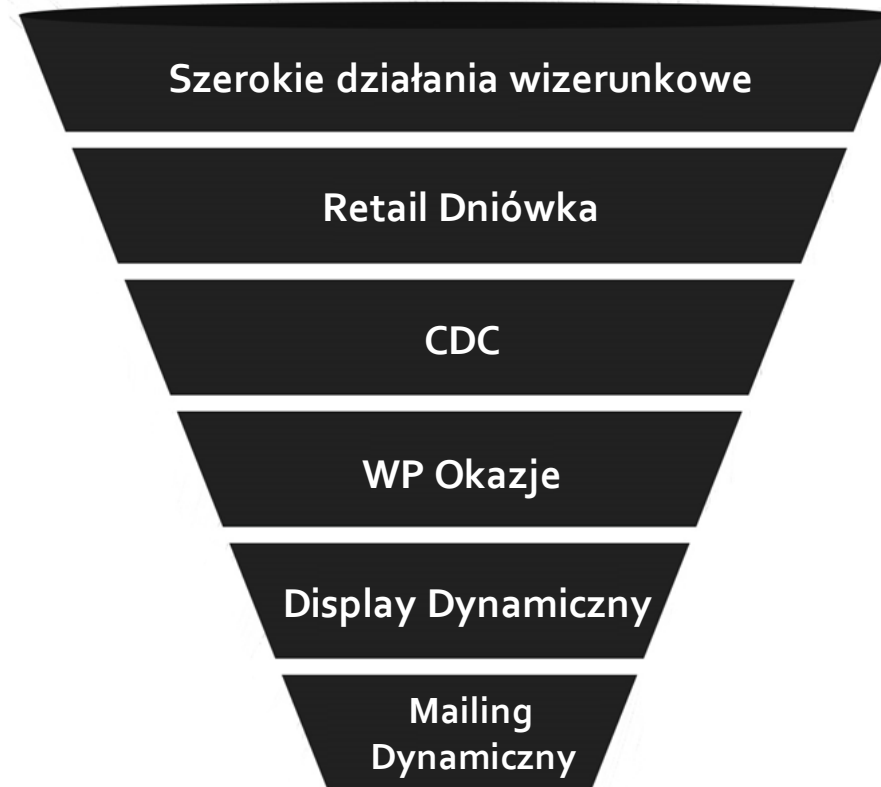 Szerokie działania wizerunkowe
Retail Dniówka
CDC
WP Okazje
Display Dynamiczny
Mailing
Dynamiczny